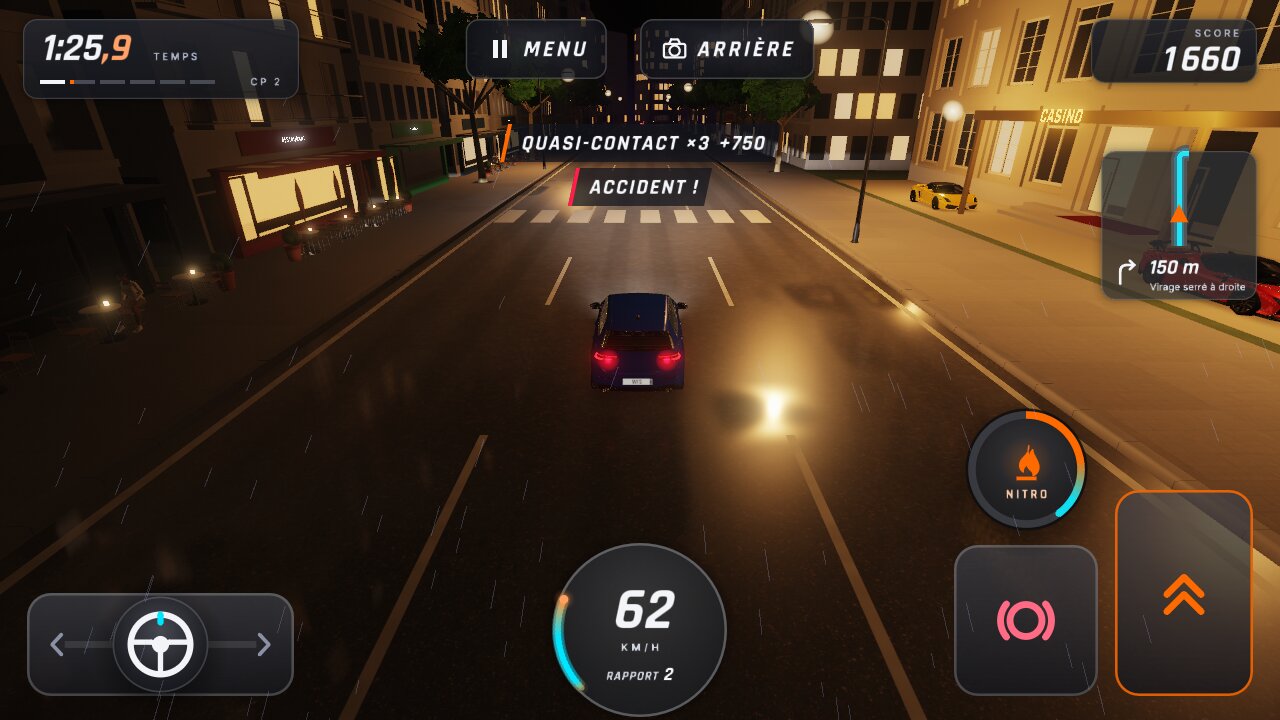 1:25,9 TEMPS
CP 2
MENU
ARRIÈRE
SCORE
1660
QUASI-CONTACT ×3 +750
ACCIDENT !
CASINO
150 m
Virage serré à droite
NITRO
62
KM/H
RAPPORT 2